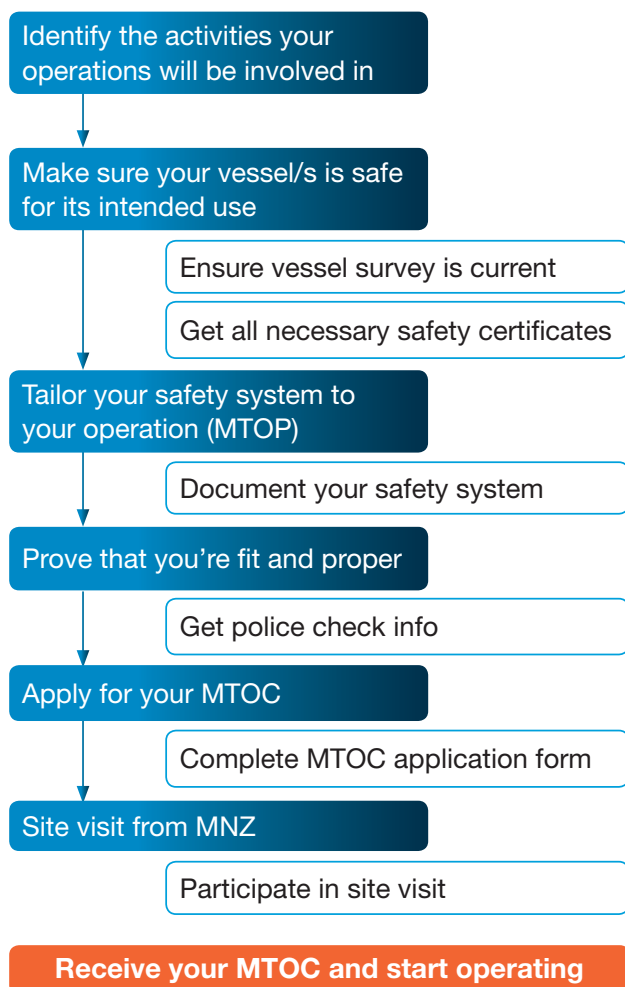 Identify the activities your
operations will be involved in
Make sure your vessel/s is safe
for its intended use
Ensure vessel survey is current
Get all necessary safety certificates
Tailor your safety system to
your operation (MTOP)
Document your safety system
Prove that you’re fit and proper
Get police check info
Apply for your MTOC
Complete MTOC application form
Site visit from MNZ
Participate in site visit
Receive your MTOC and start operating